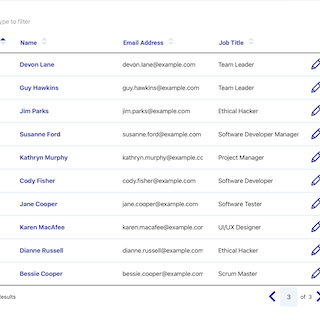 ype to filter
Name Email Address Job Title
Devon Lane devon.lane@example.com Team Leader
Guy Hawkins guy.hawkins@example.com Team Leader
Jim Parks jim.parks@example.com Ethical Hacker
Susanne Ford susanne.ford@example.com Software Developer Manager
Kathryn Murphy kathryn.murphy@example.cc Project Manager
Cody Fisher cody.fisher@example.com Software Developer
Jane Cooper jane.cooper@example.com Software Tester
Karen MacAfee karen.macafee@example.cor UI/UX Designer
Dianne Russell dianne.russell@example.com Ethical Hacker
Bessie Cooper bessie.cooper@example.com Scrum Master
Results 3 of 3